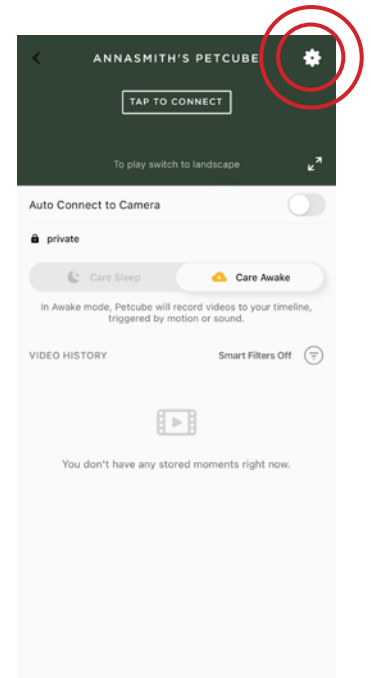 ANNASMITH'S PETCUBE
TAP TO CONNECT
To play switch to landscape
Auto Connect to Camera
private
Care Sleep
Care Awake
In Awake mode, Petcube will record videos to your timeline,
triggered by motion or sound.
VIDEO HISTORY
Smart Filters Off
You don't have any stored moments right now.